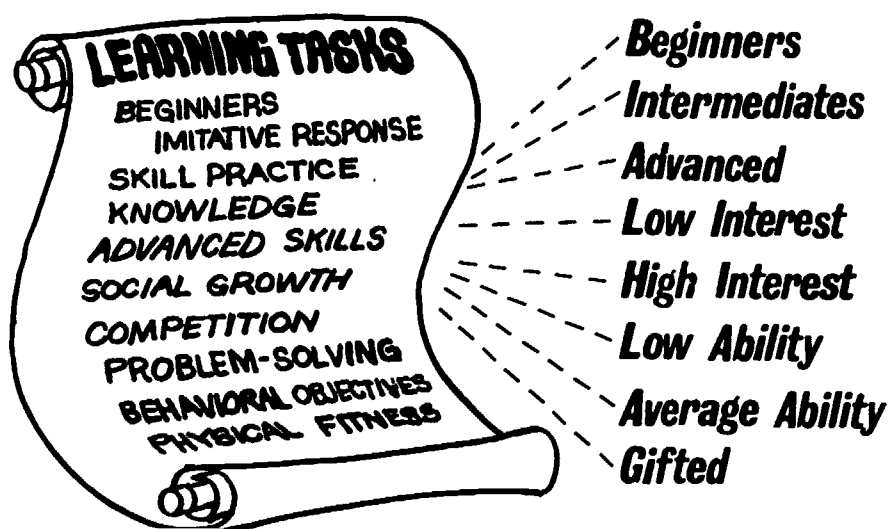 LEARNING TASKS
BEGINNERS
IMITATIVE RESPONSE
SKILL PRACTICE
KNOWLEDGE
ADVANCED SKILLS
SOCIAL GROWTH
COMPETITION
PROBLEM-SOLVING
BEHAVIORAL OBJECTIVES
PHYSICAL FITNESS
Beginners
Intermediates
Advanced
Low Interest
High Interest
Low Ability
Average Ability
Gifted